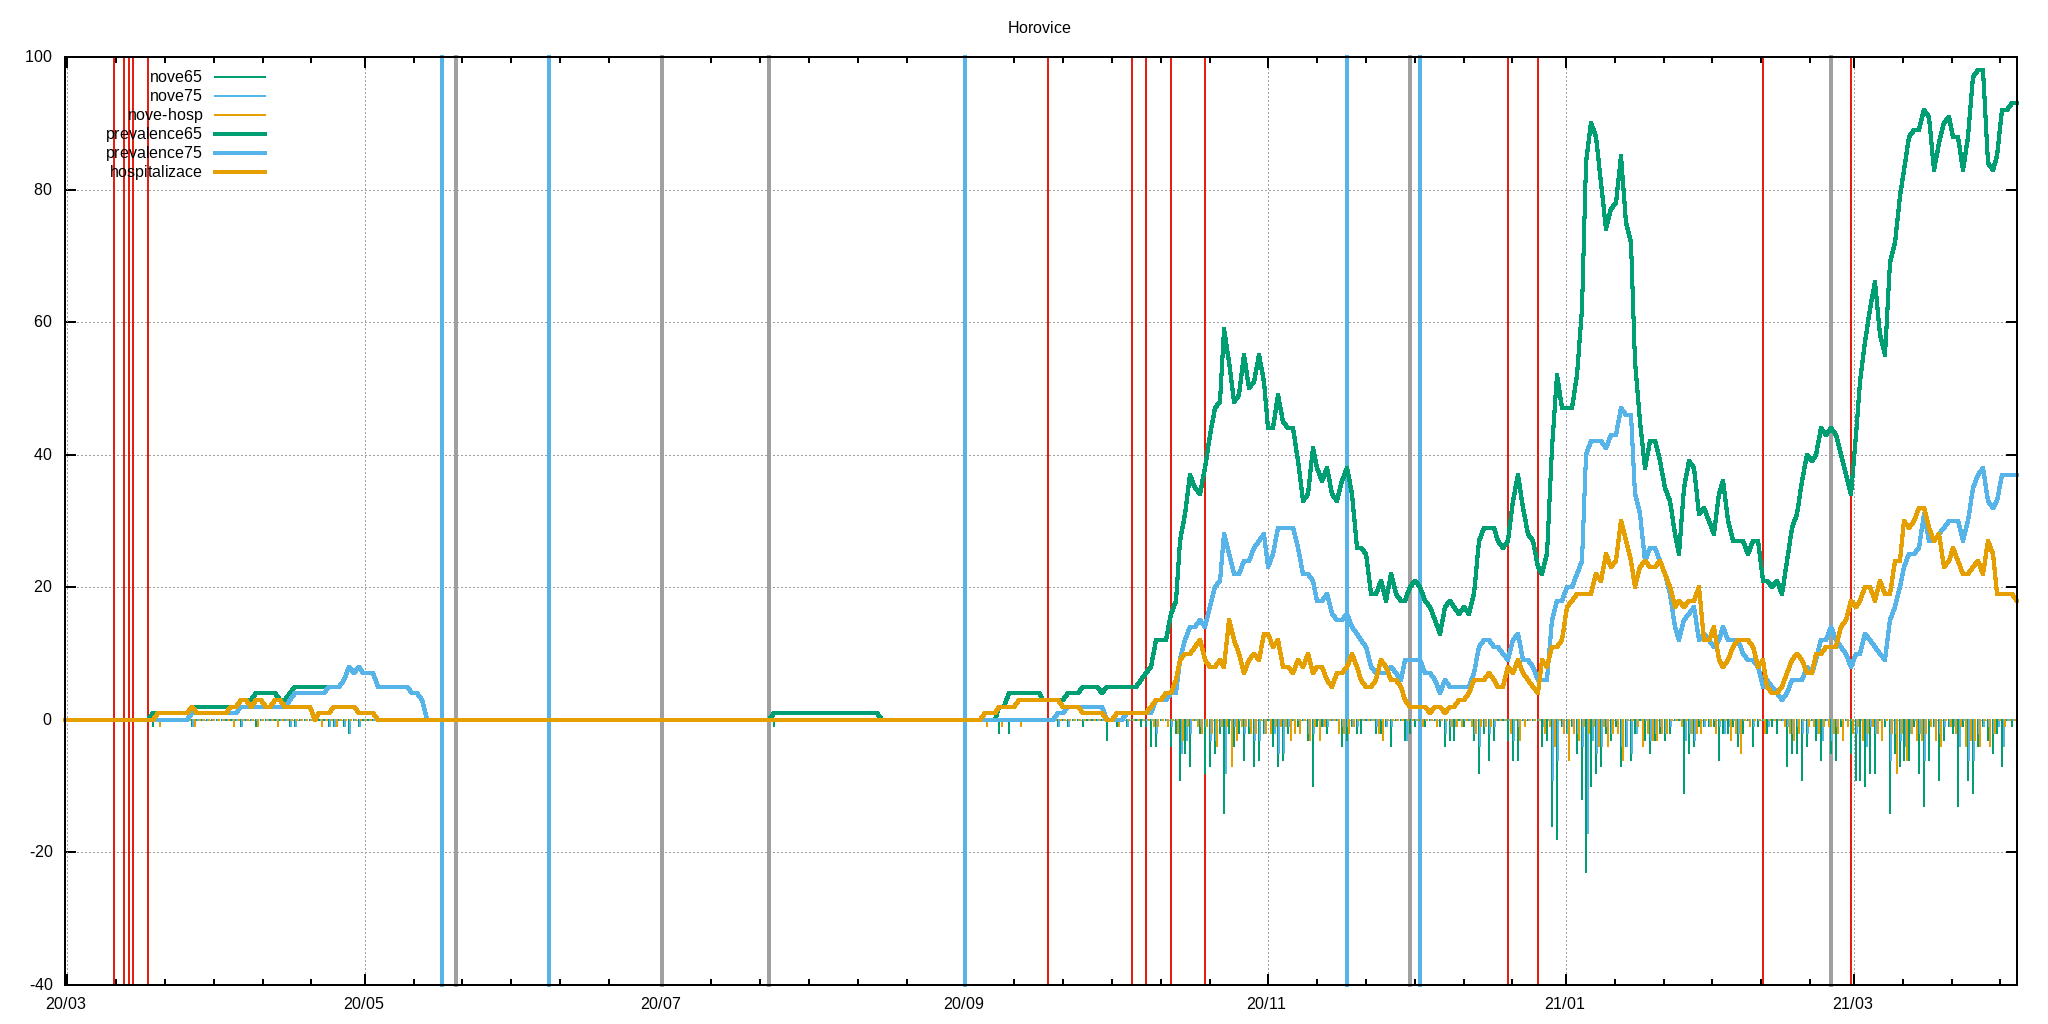 Horovice
100
nove65
nove75
nove-hosp
prevalence65
prevalence75
hospitalizace
80
60
40
20
0
-20
-40
20/03 20/05 20/07 20/09 20/11 21/01 21/03